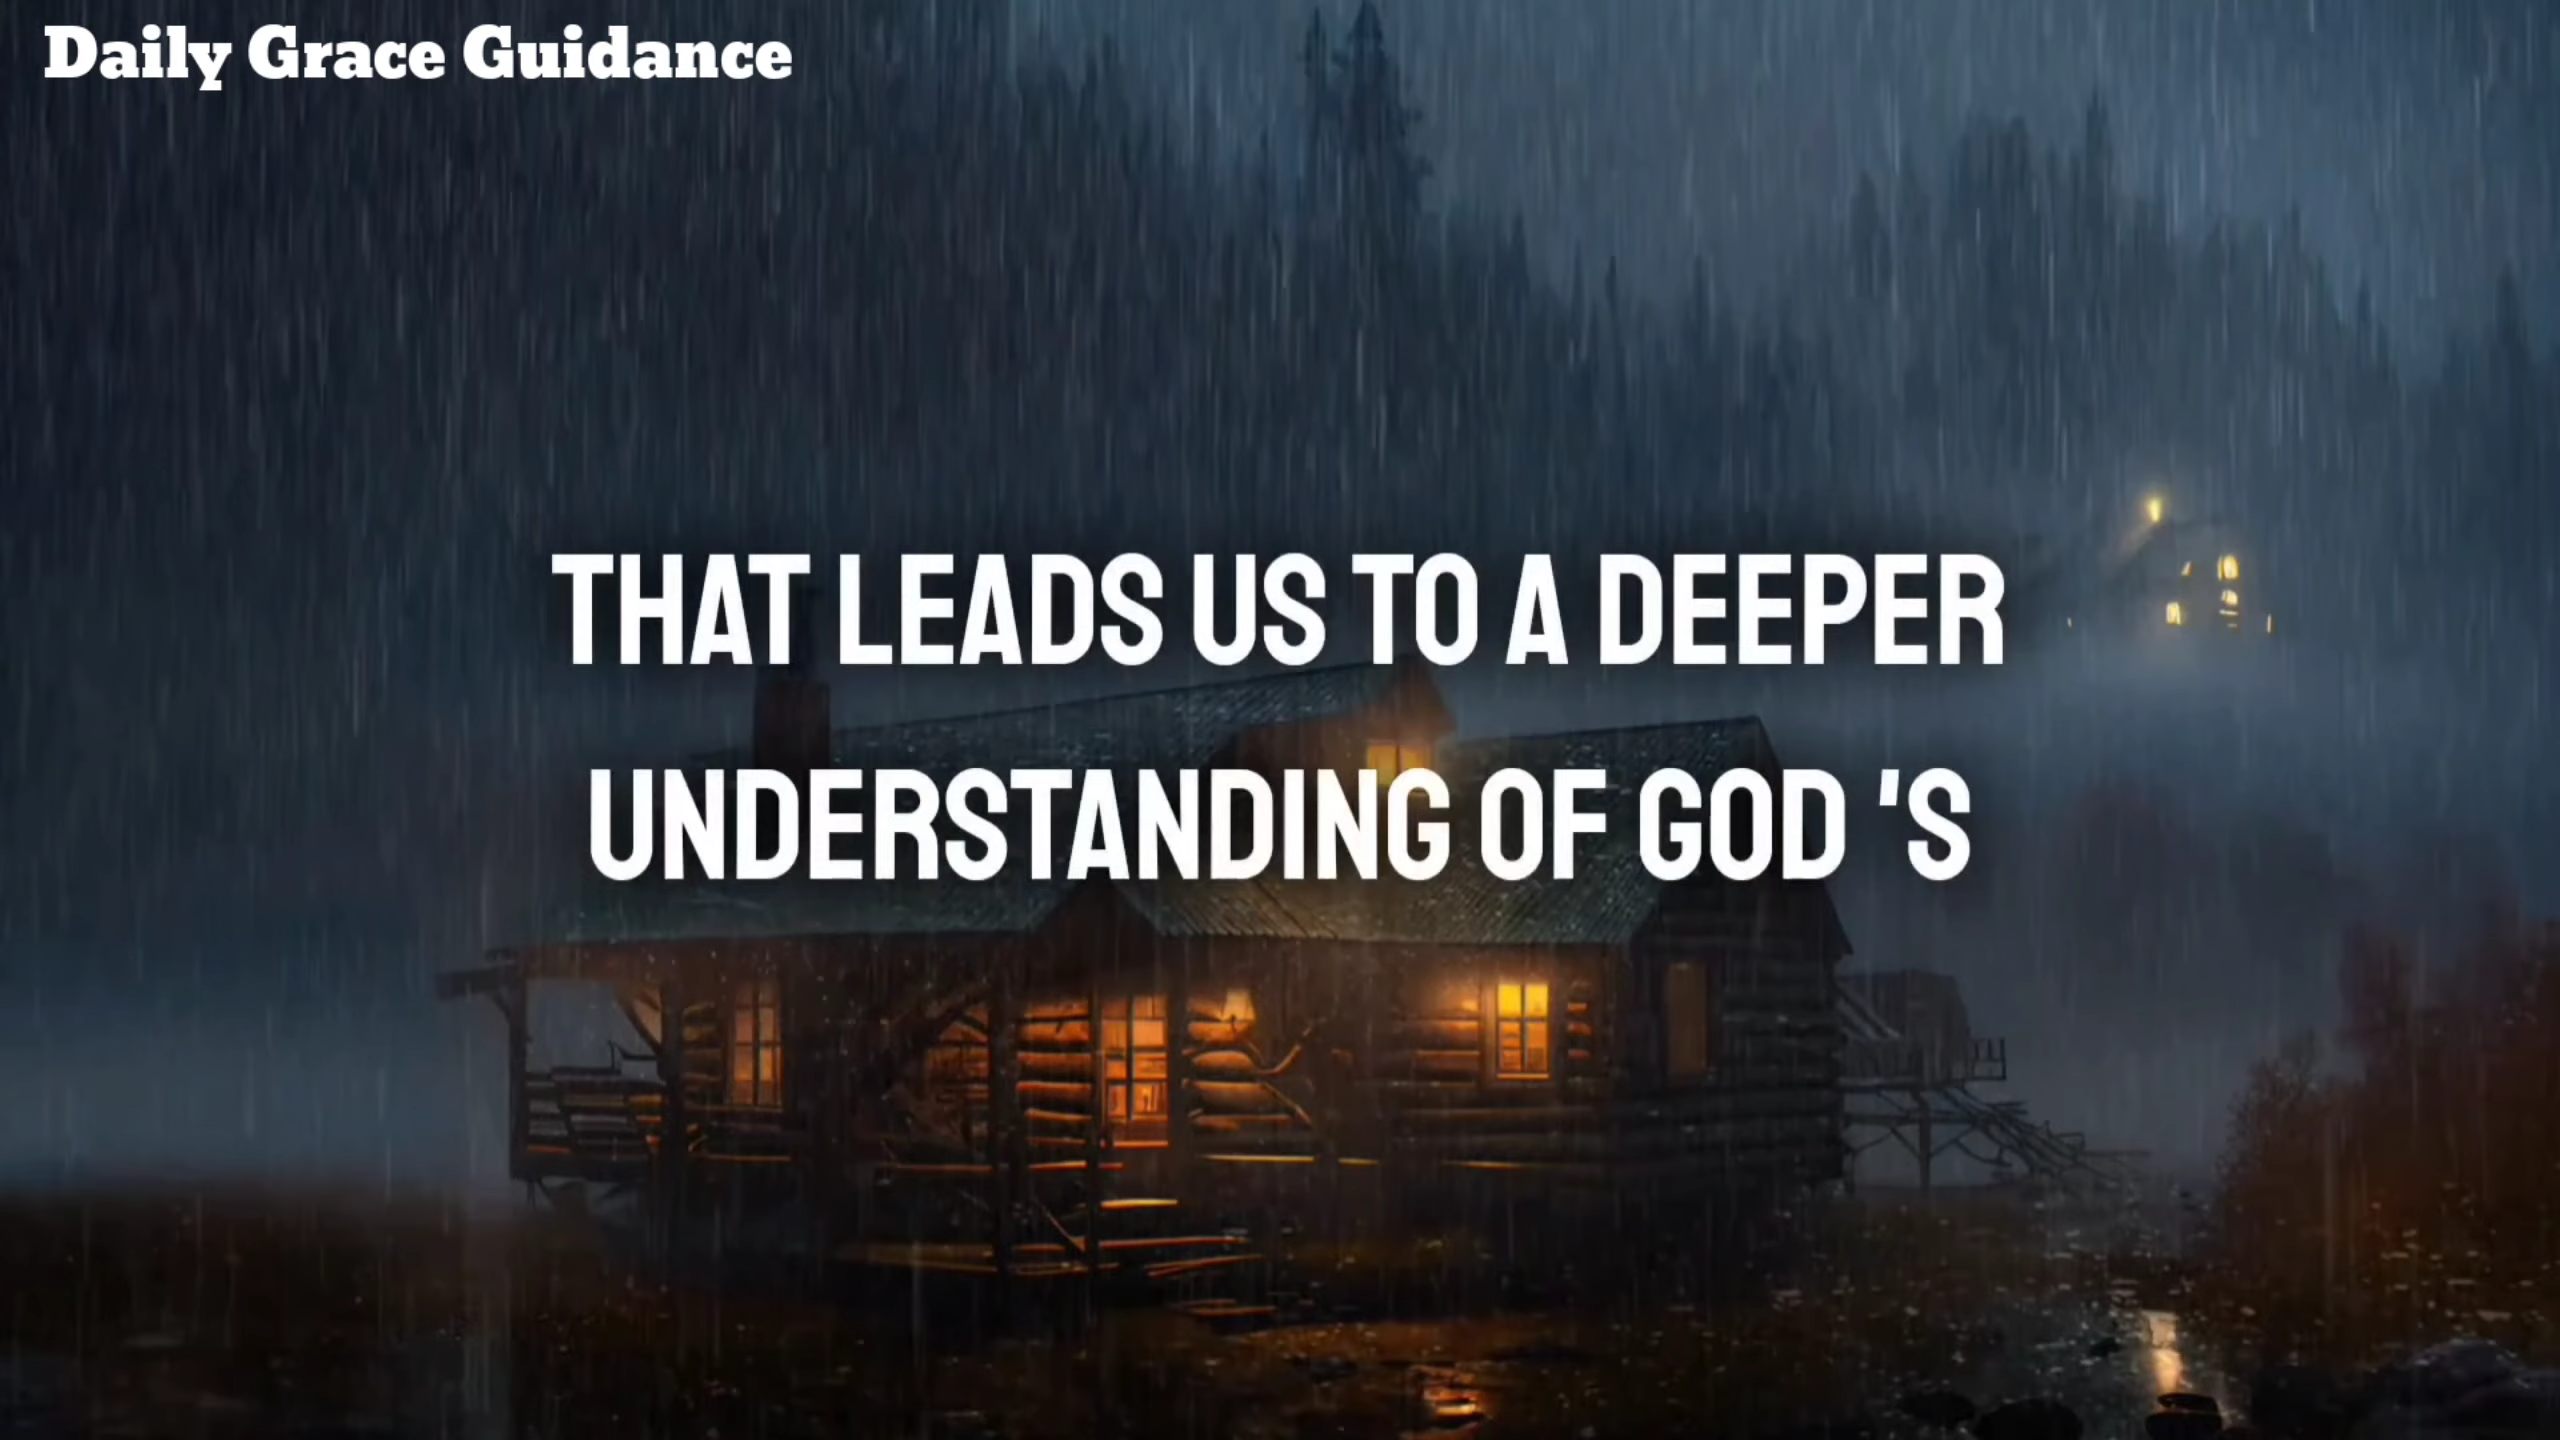 Daily Grace Guidance
THAT LEADS US TO A DEEPER
UNDERSTANDING OF GOD 'S